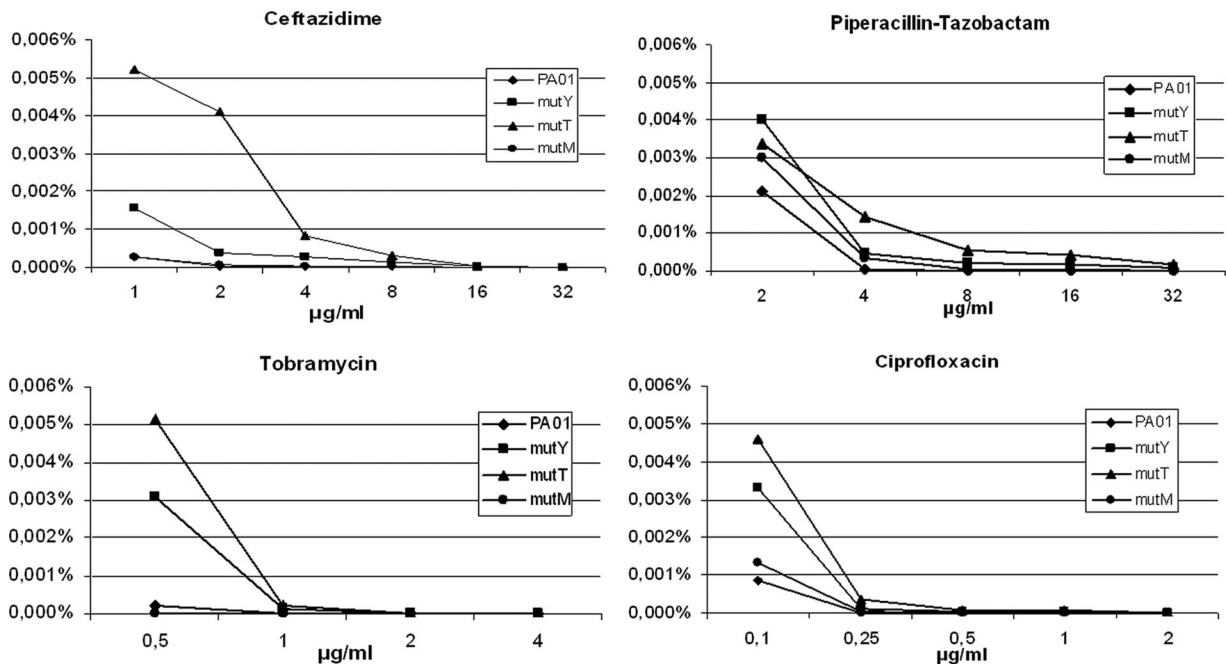 Ceftazidime
0,006%
0,005%
0,004%
0,003%
0,002%
0,001%
0,000%
1 2 4 8 16 32
µg/ml
PA01
mutY
mutT
mutM
Piperacillin-Tazobactam
0,006%
0,005%
0,004%
0,003%
0,002%
0,001%
0,000%
2 4 8 16 32
µg/ml
PA01
mutY
mutT
mutM
Tobramycin
0,006%
0,005%
0,004%
0,003%
0,002%
0,001%
0,000%
0,5 1 2 4
µg/ml
PA01
mutY
mutT
mutM
Ciprofloxacin
0,006%
0,005%
0,004%
0,003%
0,002%
0,001%
0,000%
0,1 0,25 0,5 1 2
µg/ml
PA01
mutY
mutT
mutM